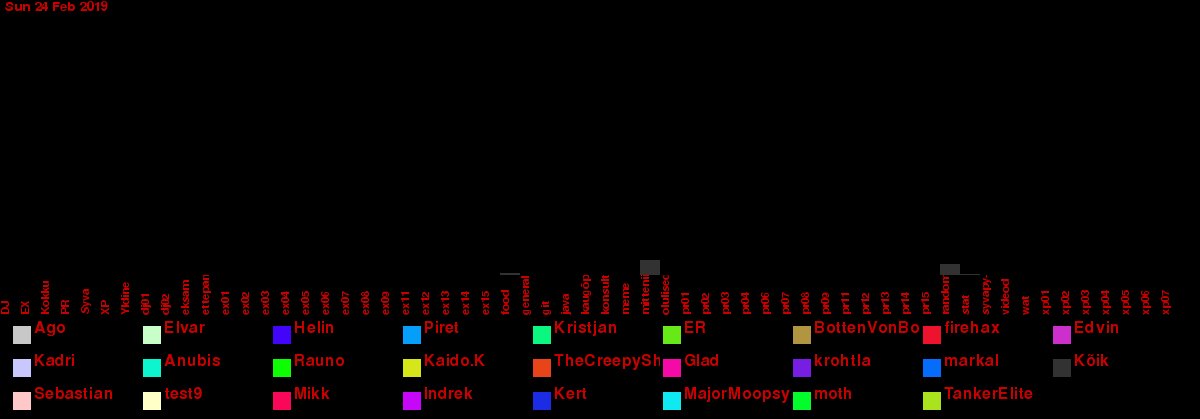 Sun 24 Feb 2019
DJ
EX
Kokku
PR
Syva
XP
Yldine
dj01
dj02
eksam
ettepan
ex01
ex02
ex03
ex04
ex05
ex06
ex07
ex08
ex09
ex11
ex12
ex13
ex14
ex15
food
general
git
java
kaugõp
konsult
meme
mitteni
olulised
pr01
pr02
pr03
pr04
pr06
pr07
pr08
pr09
pr11
pr12
pr13
pr14
pr15
random
stat
syvapy-
videod
wat
xp01
xp02
xp03
xp04
xp05
xp06
xp07
Ago Elvar Helin Piret Kristjan ER BottenVonBo firehax Edvin
Kadri Anubis Rauno Kaido.K TheCreepySh Glad krohtla markal Kõik
Sebastian test9 Mikk Indrek Kert MajorMoopsy moth TankerElite